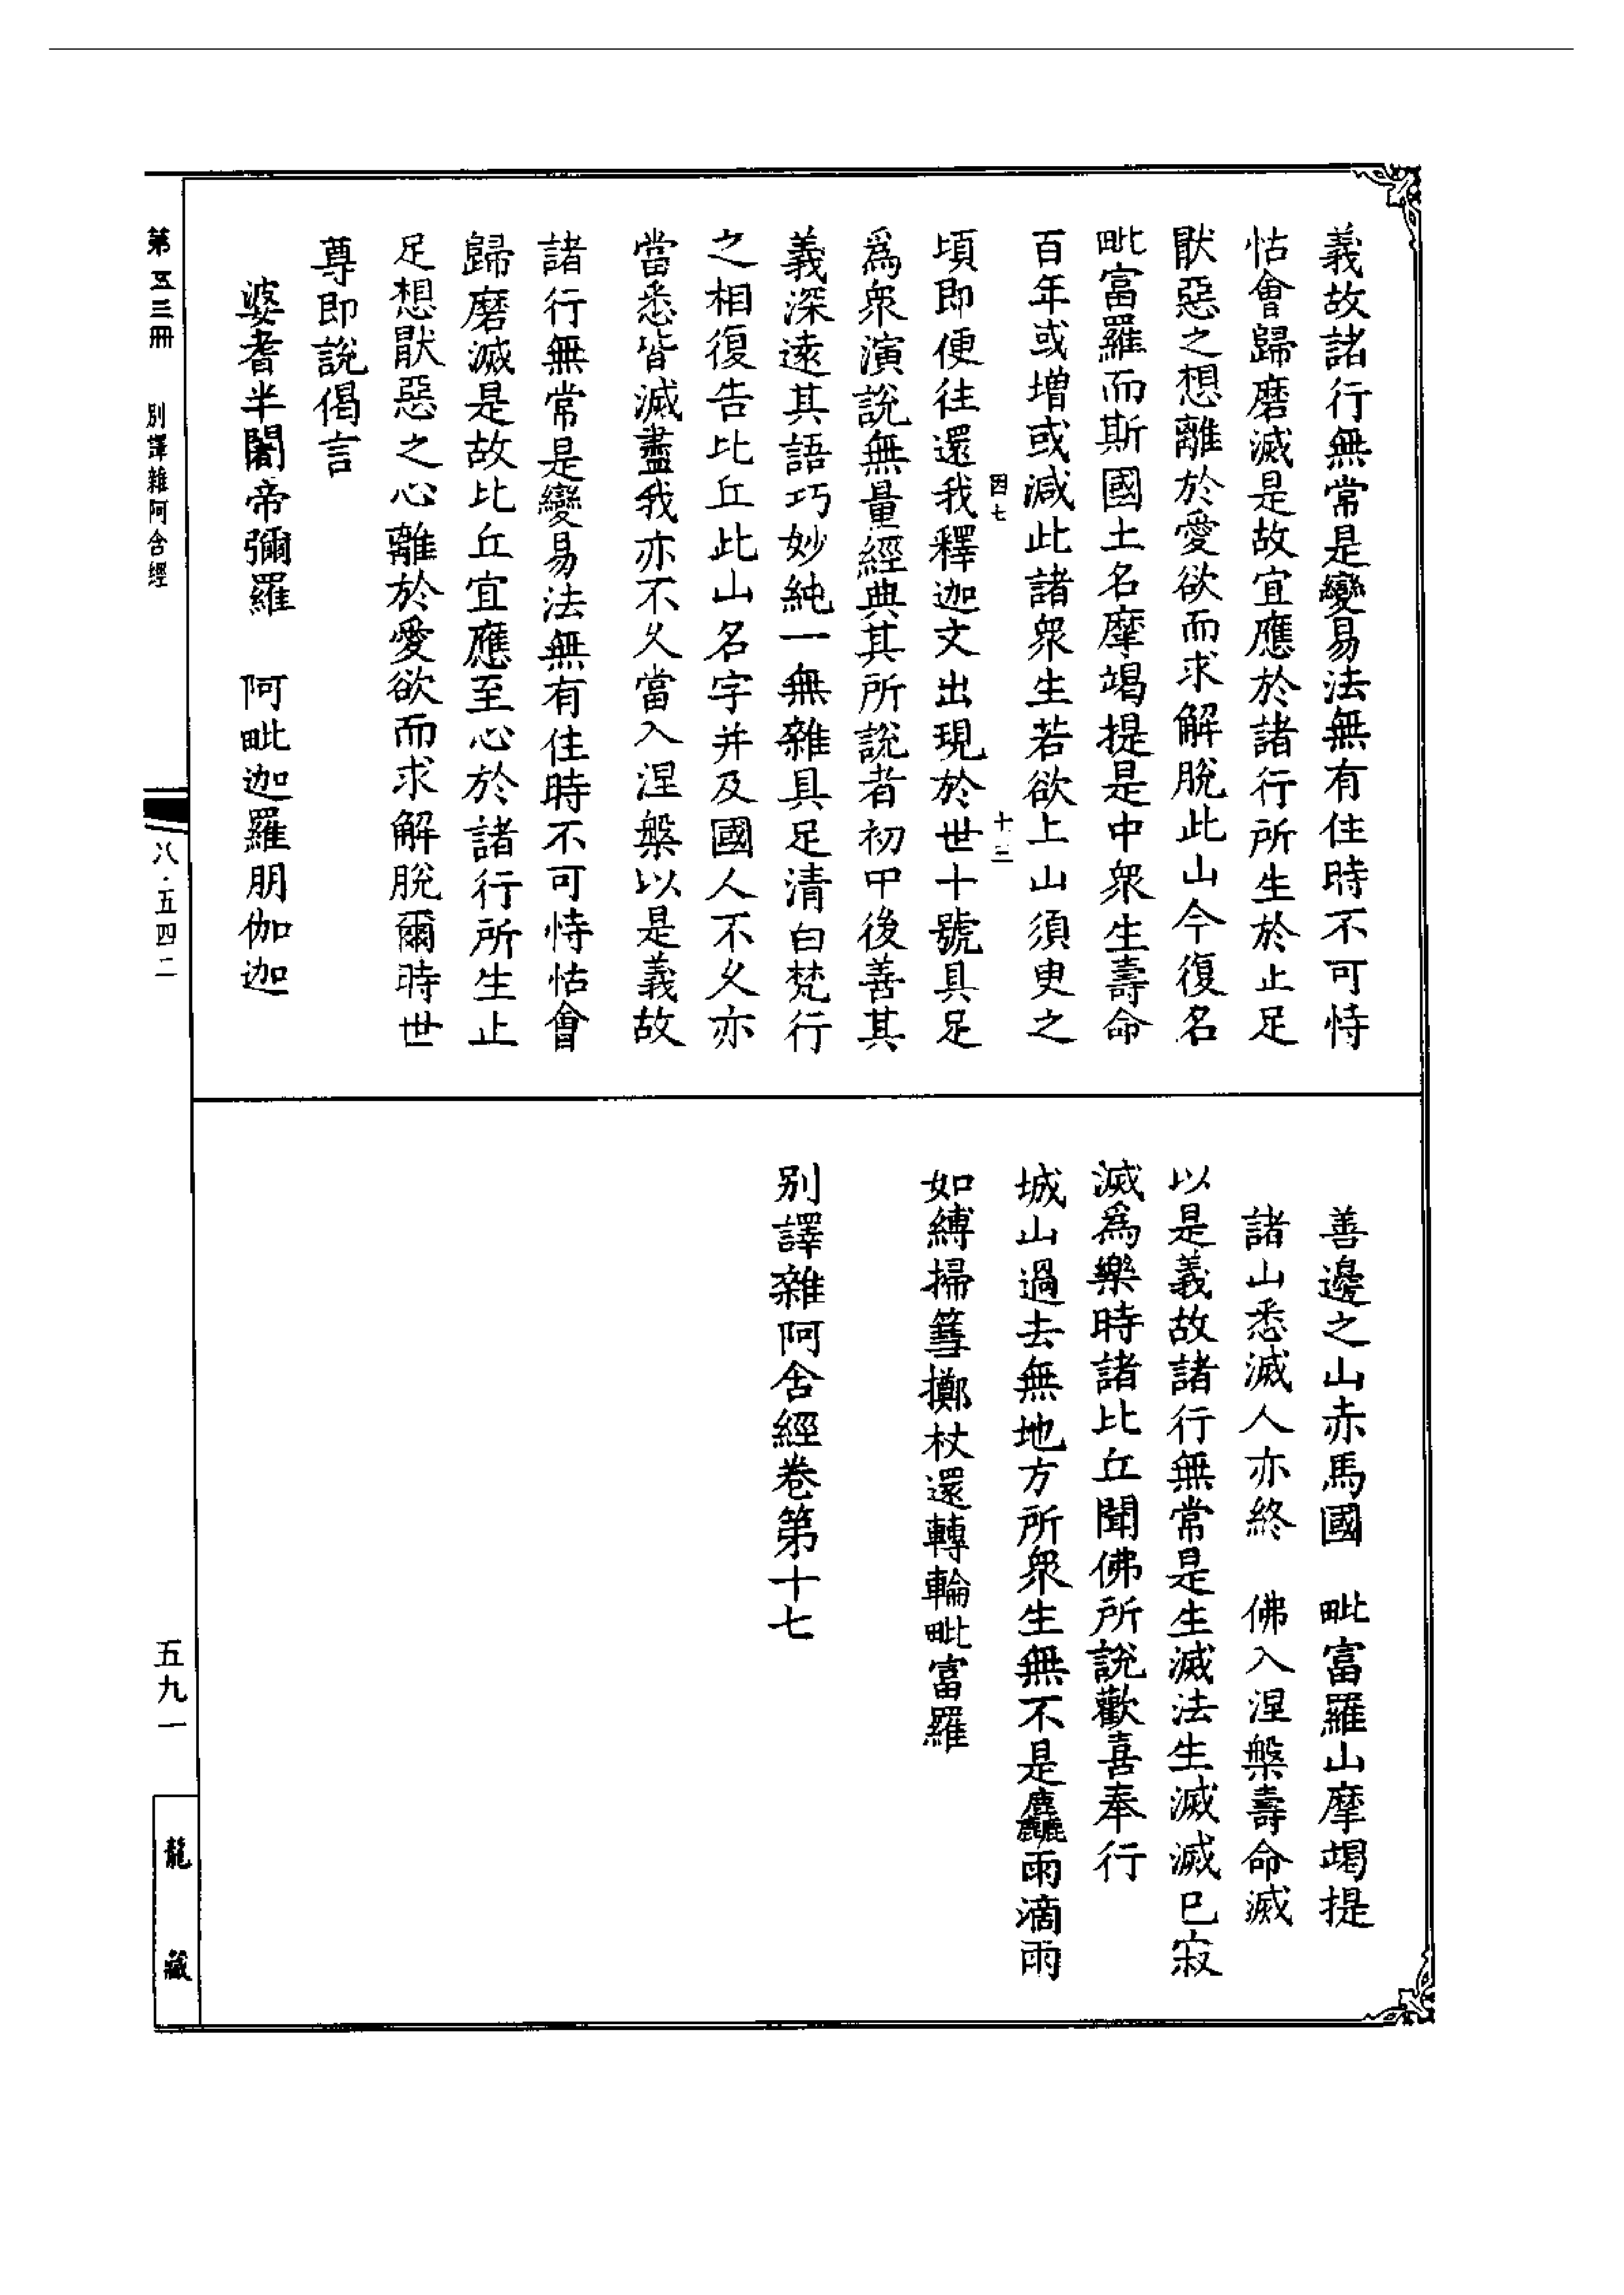 義故諸行無常是變易法無有住時不可恃
怙會歸磨滅是故宜應於諸行所生於止足
猒惡之想離於愛欲而求解脫此山今復名
毗富羅而斯國土名摩竭提是中衆生壽命
百年或增或減此諸衆生若欲上山須臾之
頃即便往還我釋迦文出現於世十號具足
爲衆演說無量經典其所說者初中後善其
義深遠其語巧妙純一無雜具足清白梵行
之相復告比丘此山名字并及國人不久亦
當悉皆滅盡我亦不久當入涅槃以是義故
諸行無常是變易法無有住時不可恃怙會
歸磨滅是故比丘宜應至心於諸行所生止
足想猒惡之心離於愛欲而求解脫爾時世
尊即說偈言
婆耆半闍帝彌羅　阿毗迦羅朋伽迦
十三
善邊之山赤馬國　毗富羅山摩竭提
諸山悉滅人亦終　佛入涅槃壽命滅
以是義故諸行無常是生滅法生滅滅已寂
滅爲樂時諸比丘聞佛所說歡喜奉行
城山過去無地方所衆生無不是麤雨滴雨
如縛掃篲擲杖還轉輪毗富羅
別譯雜阿含經卷第十七
第五三冊　別譯雜阿含經
八·五四二
五九一
龍藏